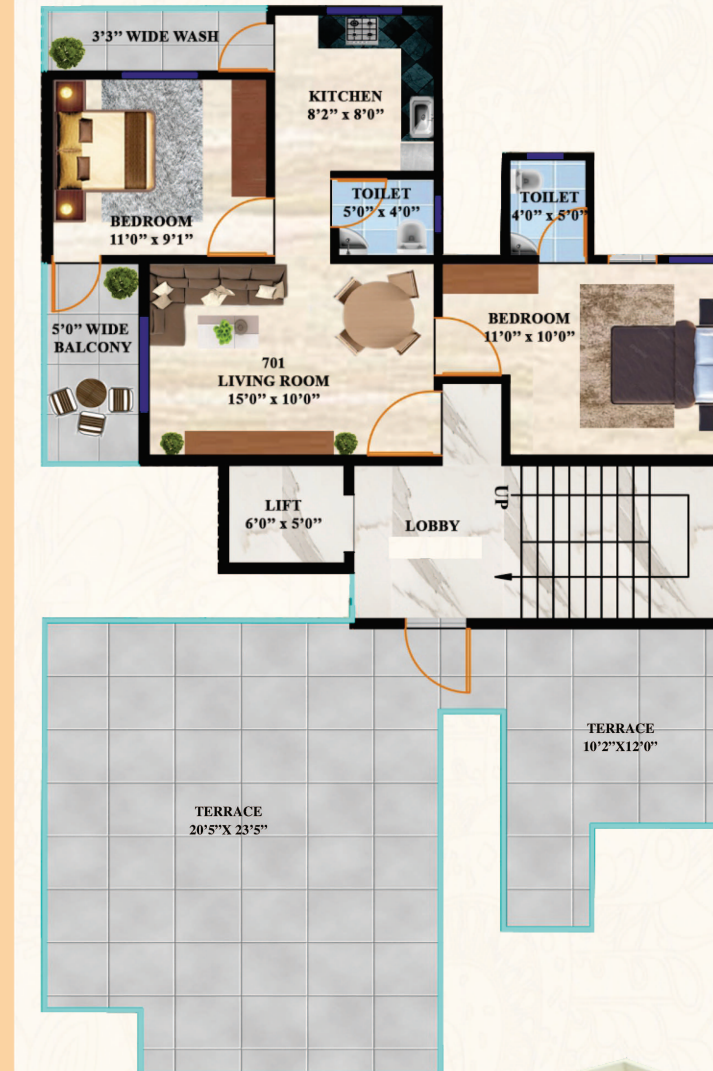 3’3” WIDE WASH
KITCHEN
8’2” x 8’0”
TOILET
5’0” x 4’0”
TOILET
4’0” x 5’0”
BEDROOM
11’0” x 9’1”
5’0” WIDE
BALCONY
701
LIVING ROOM
15’0” x 10’0”
BEDROOM
11’0” x 10’0”
LIFT
6’0” x 5’0”
LOBBY
UP
TERRACE
10’2”X12’0”
TERRACE
20’5”X 23’5”